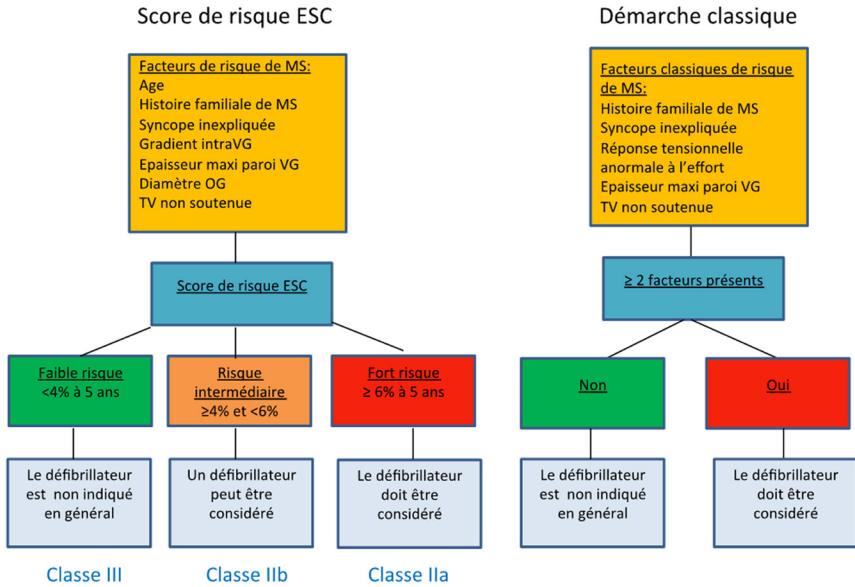 Score de risque ESC
Facteurs de risque de MS:
Age
Histoire familiale de MS
Syncope inexpliquée
Gradient intraVG
Epaisseur maxi paroi VG
Diamètre OG
TV non soutenue
Score de risque ESC
Faible risque
<4% à 5 ans
Risque
intermédiaire
≥4% et <6%
Fort risque
≥ 6% à 5 ans
Le défibrillateur
est non indiqué
en général
Un défibrillateur
peut être
considéré
Le défibrillateur
doit être
considéré
Classe III
Classe IIb
Classe IIa
Démarche classique
Facteurs classiques de risque
de MS:
Histoire familiale de MS
Syncope inexpliquée
Réponse tensionnelle
anormale à l'effort
Epaisseur maxi paroi VG
TV non soutenue
≥ 2 facteurs présents
Non
Oui
Le défibrillateur
est non indiqué
en général
Le défibrillateur
doit être
considéré